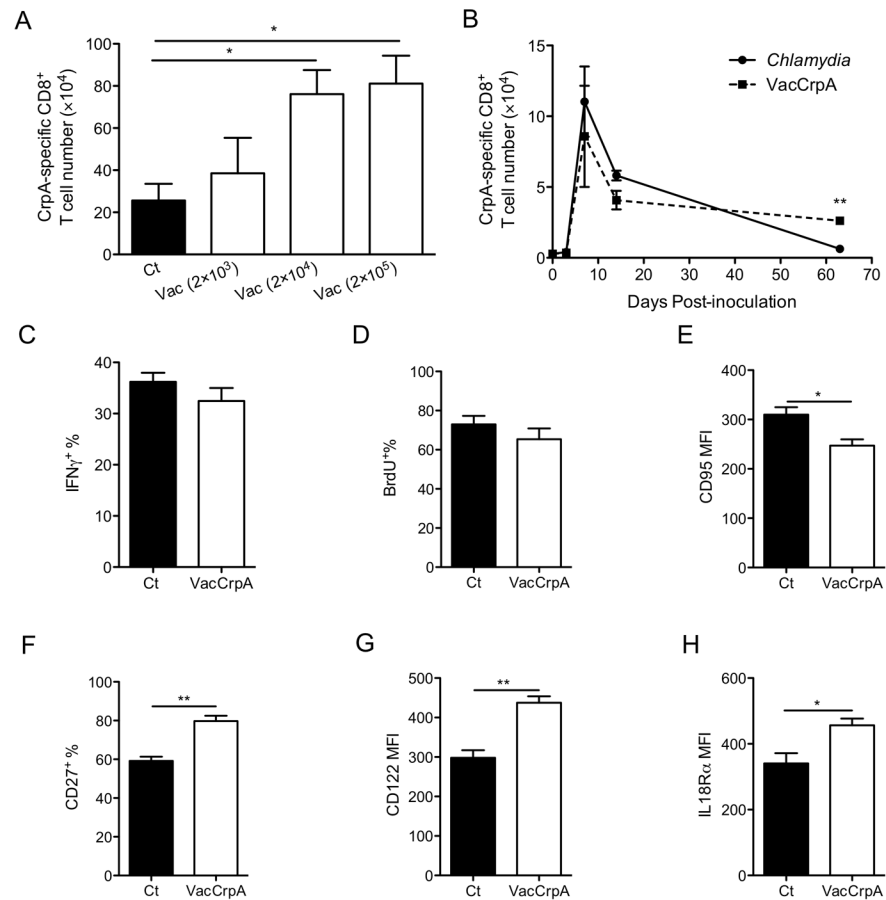 A
CrpA-specific CD8⁺
T cell number (×10⁴)
100
80
60
40
20
0
*
*
Ct
Vac (2×10³)
Vac (2×10⁴)
Vac (2×10⁵)
B
CrpA-specific CD8⁺
T cell number (×10⁴)
15
10
5
0
Chlamydia
VacCrpA
**
0 10 20 30 40 50 60 70
Days Post-inoculation
C
IFNγ⁺ %
40
30
20
10
0
Ct VacCrpA
D
BrdU⁺%
100
80
60
40
20
0
Ct VacCrpA
E
CD95 MFI
400
300
200
100
0
*
Ct VacCrpA
F
CD27⁺ %
100
80
60
40
20
0
**
Ct VacCrpA
G
CD122 MFI
500
400
300
200
100
0
**
Ct VacCrpA
H
IL18Rα MFI
600
400
200
0
*
Ct VacCrpA